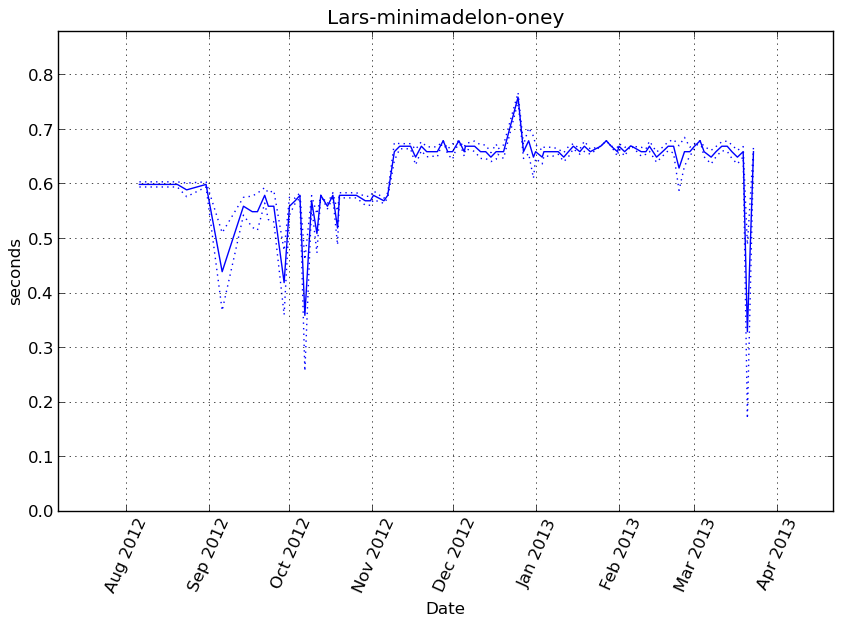 Lars-minimadelon-oney
0.8
0.7
0.6
0.5
0.4
0.3
0.2
0.1
0.0
seconds
Aug 2012
Sep 2012
Oct 2012
Nov 2012
Dec 2012
Jan 2013
Feb 2013
Mar 2013
Apr 2013
Date